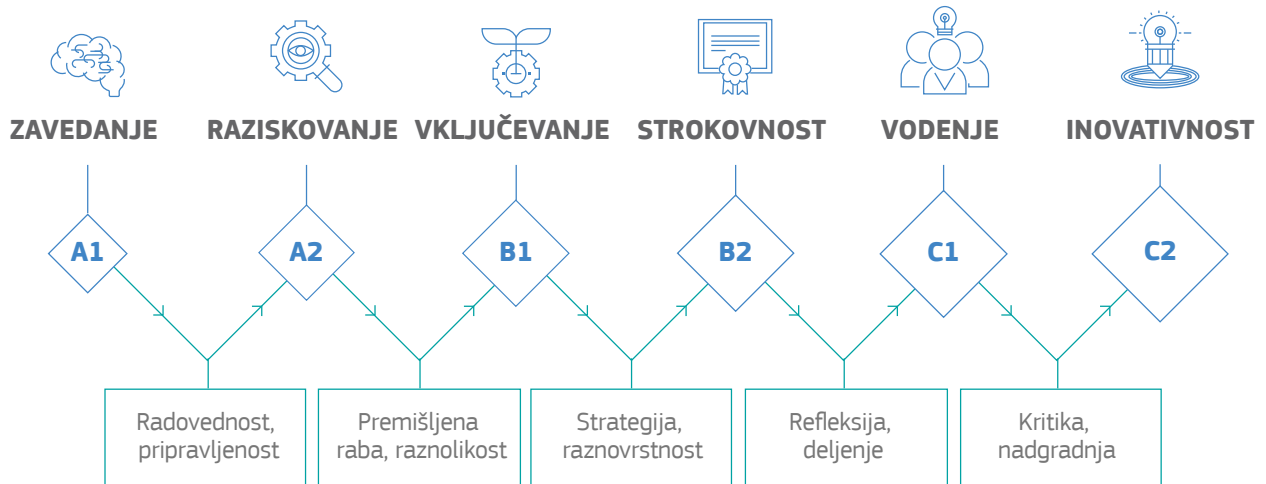 ZAVEDANJE
RAZISKOVANJE
VKLJUČEVANJE
STROKOVNOST
VODENJE
INOVATIVNOST
A1
A2
B1
B2
C1
C2
Radovednost,
pripravljenost
Premišljena
raba, raznolikost
Strategija,
raznovrstnost
Refleksija,
deljenje
Kritika,
nadgradnja